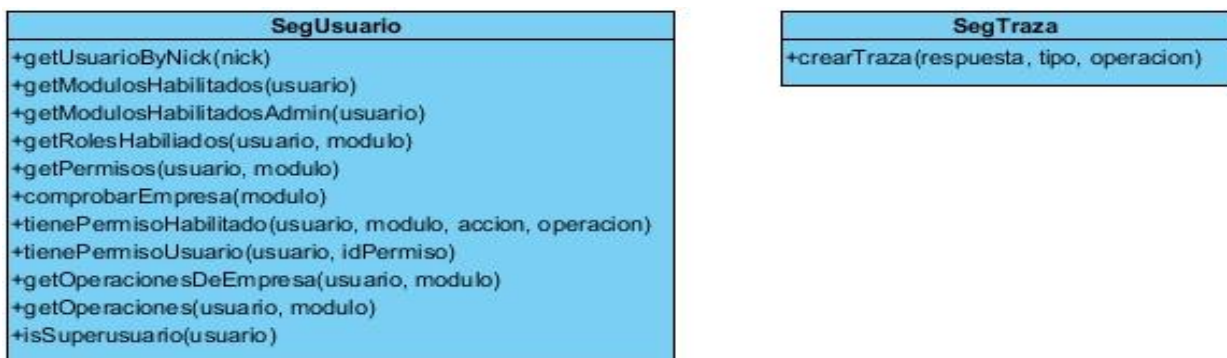 SegUsuario
+getUsuarioByNick(nick)
+getModulosHabilitados(usuario)
+getModulosHabilitadosAdmin(usuario)
+getRolesHabiliados(usuario, modulo)
+getPermisos(usuario, modulo)
+comprobarEmpresa(modulo)
+tienePermisoHabilitado(usuario, modulo, accion, operacion)
+tienePermisoUsuario(usuario, idPermiso)
+getOperacionesDeEmpresa(usuario, modulo)
+getOperaciones(usuario, modulo)
+isSuperusuario(usuario)
SegTraza
+crearTraza(respuesta, tipo, operacion)